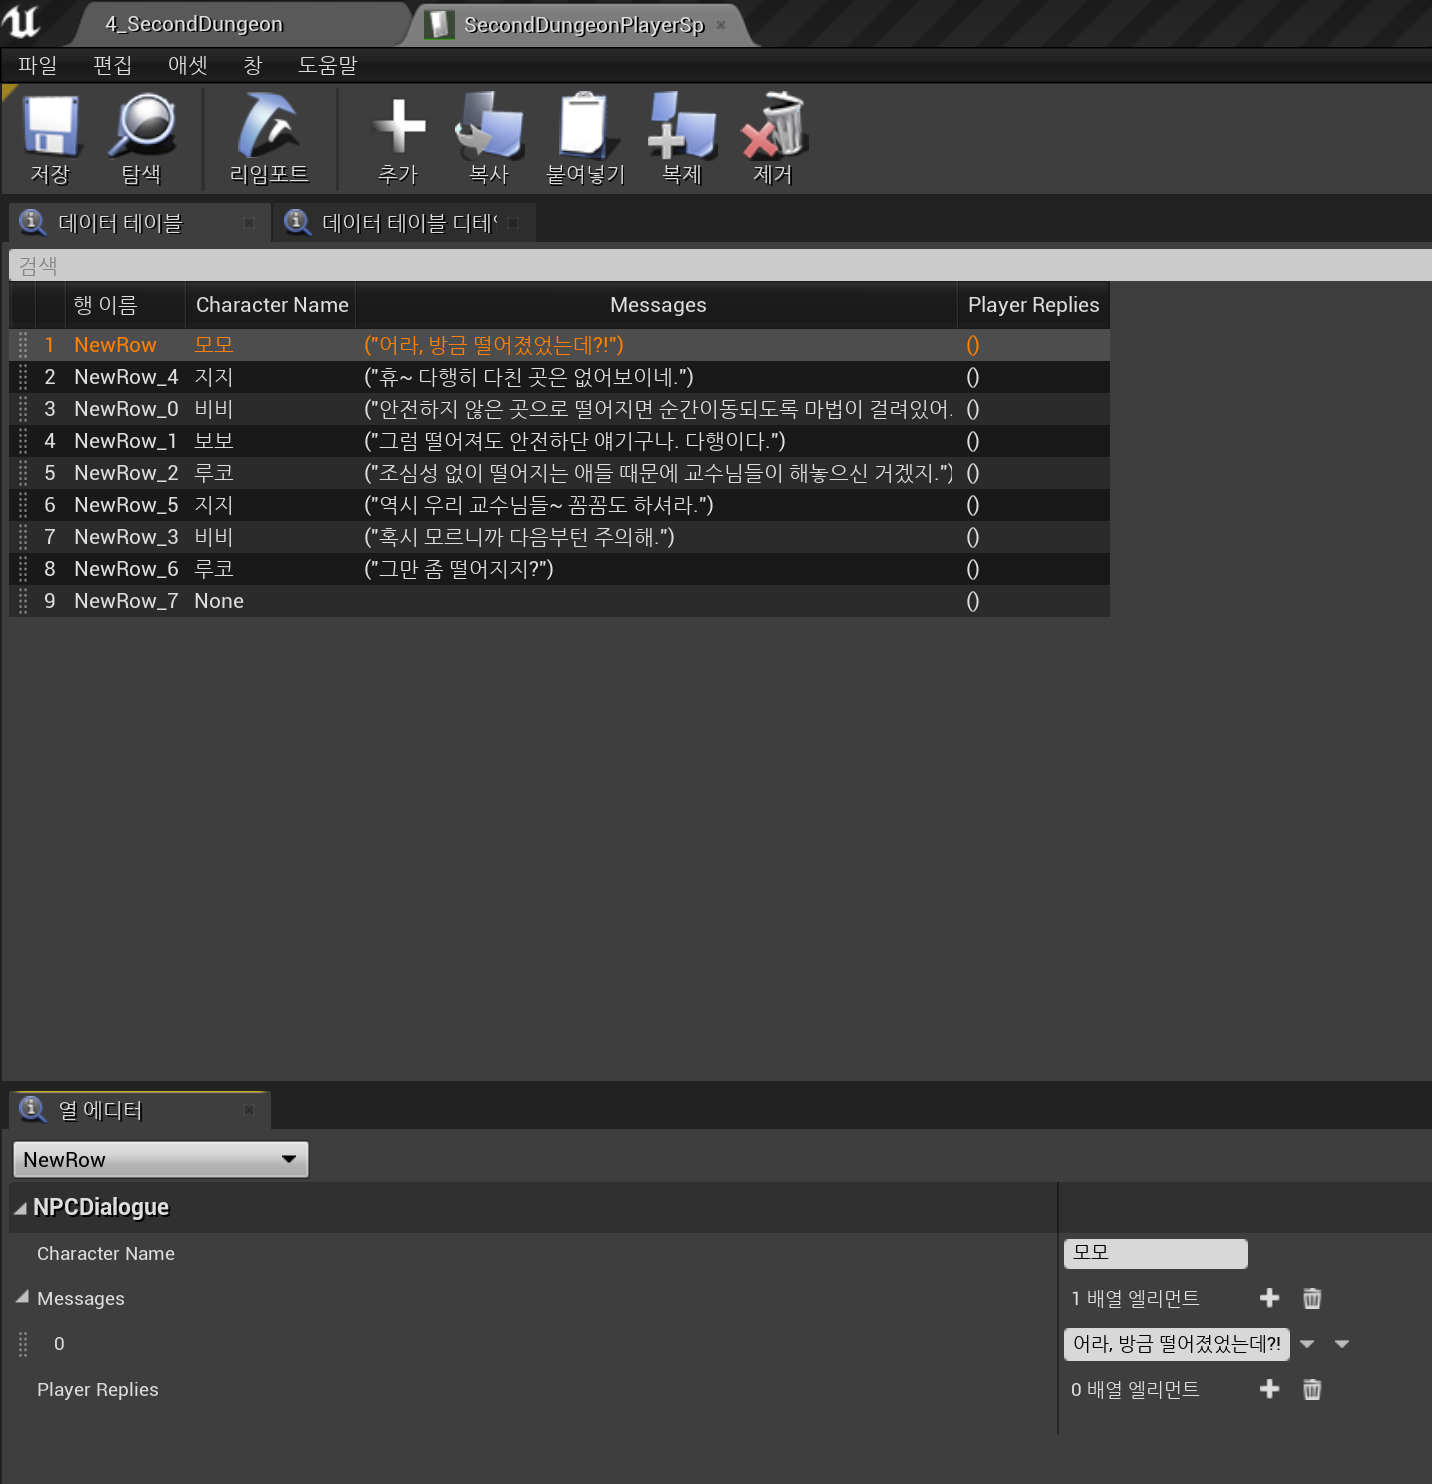 4_SecondDungeon SecondDungeonPlayerSp
파일 편집 애셋 창 도움말
저장 탐색 리임포트 추가 복사 붙여넣기 복제 제거
데이터 테이블 데이터 테이블
검색
행 이름 Character Name Messages Player Replies
1 NewRow 모모 ("어라, 방금 떨어졌었는데?!") ()
2 NewRow_4 지지 ("휴~ 다행히 다친 곳은 없어보이네.") ()
3 NewRow_0 비비 ("안전하지 않은 곳으로 떨어지면 순간이동되도록 마법이 걸려있어. ()
4 NewRow_1 보보 ("그럼 떨어져도 안전하단 얘기구나. 다행이다.") ()
5 NewRow_2 루코 ("조심성 없이 떨어지는 애들 때문에 교수님들이 해놓으신 거겠지.") ()
6 NewRow_5 지지 ("역시 우리 교수님들~ 꼼꼼도 하셔라.") ()
7 NewRow_3 비비 ("혹시 모르니까 다음부턴 주의해.") ()
8 NewRow_6 루코 ("그만 좀 떨어지지?") ()
9 NewRow_7 None ()
열 에디터
NewRow
NPCDialogue
Character Name 모모
Messages 1 배열 엘리먼트
0 어라, 방금 떨어졌었는데?!
Player Replies 0 배열 엘리먼트